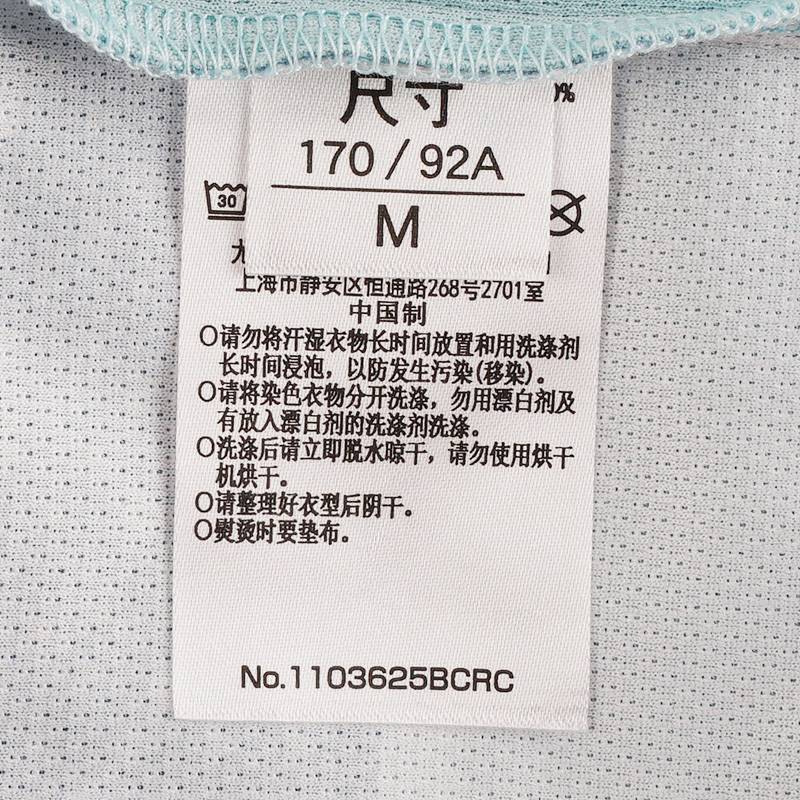 尺寸
170/92A
M
30
上海市静安区恒通路268号2701室
中国制
○请勿将汗湿衣物长时间放置和用洗涤剂
长时间浸泡，以防发生污染(移染)。
○请将染色衣物分开洗涤，勿用漂白剂及
有放入漂白剂的洗涤剂洗涤。
○洗涤后请立即脱水晾干，请勿使用烘干
机烘干。
○请整理好衣型后阴干。
○熨烫时要垫布。
No.1103625BCRC